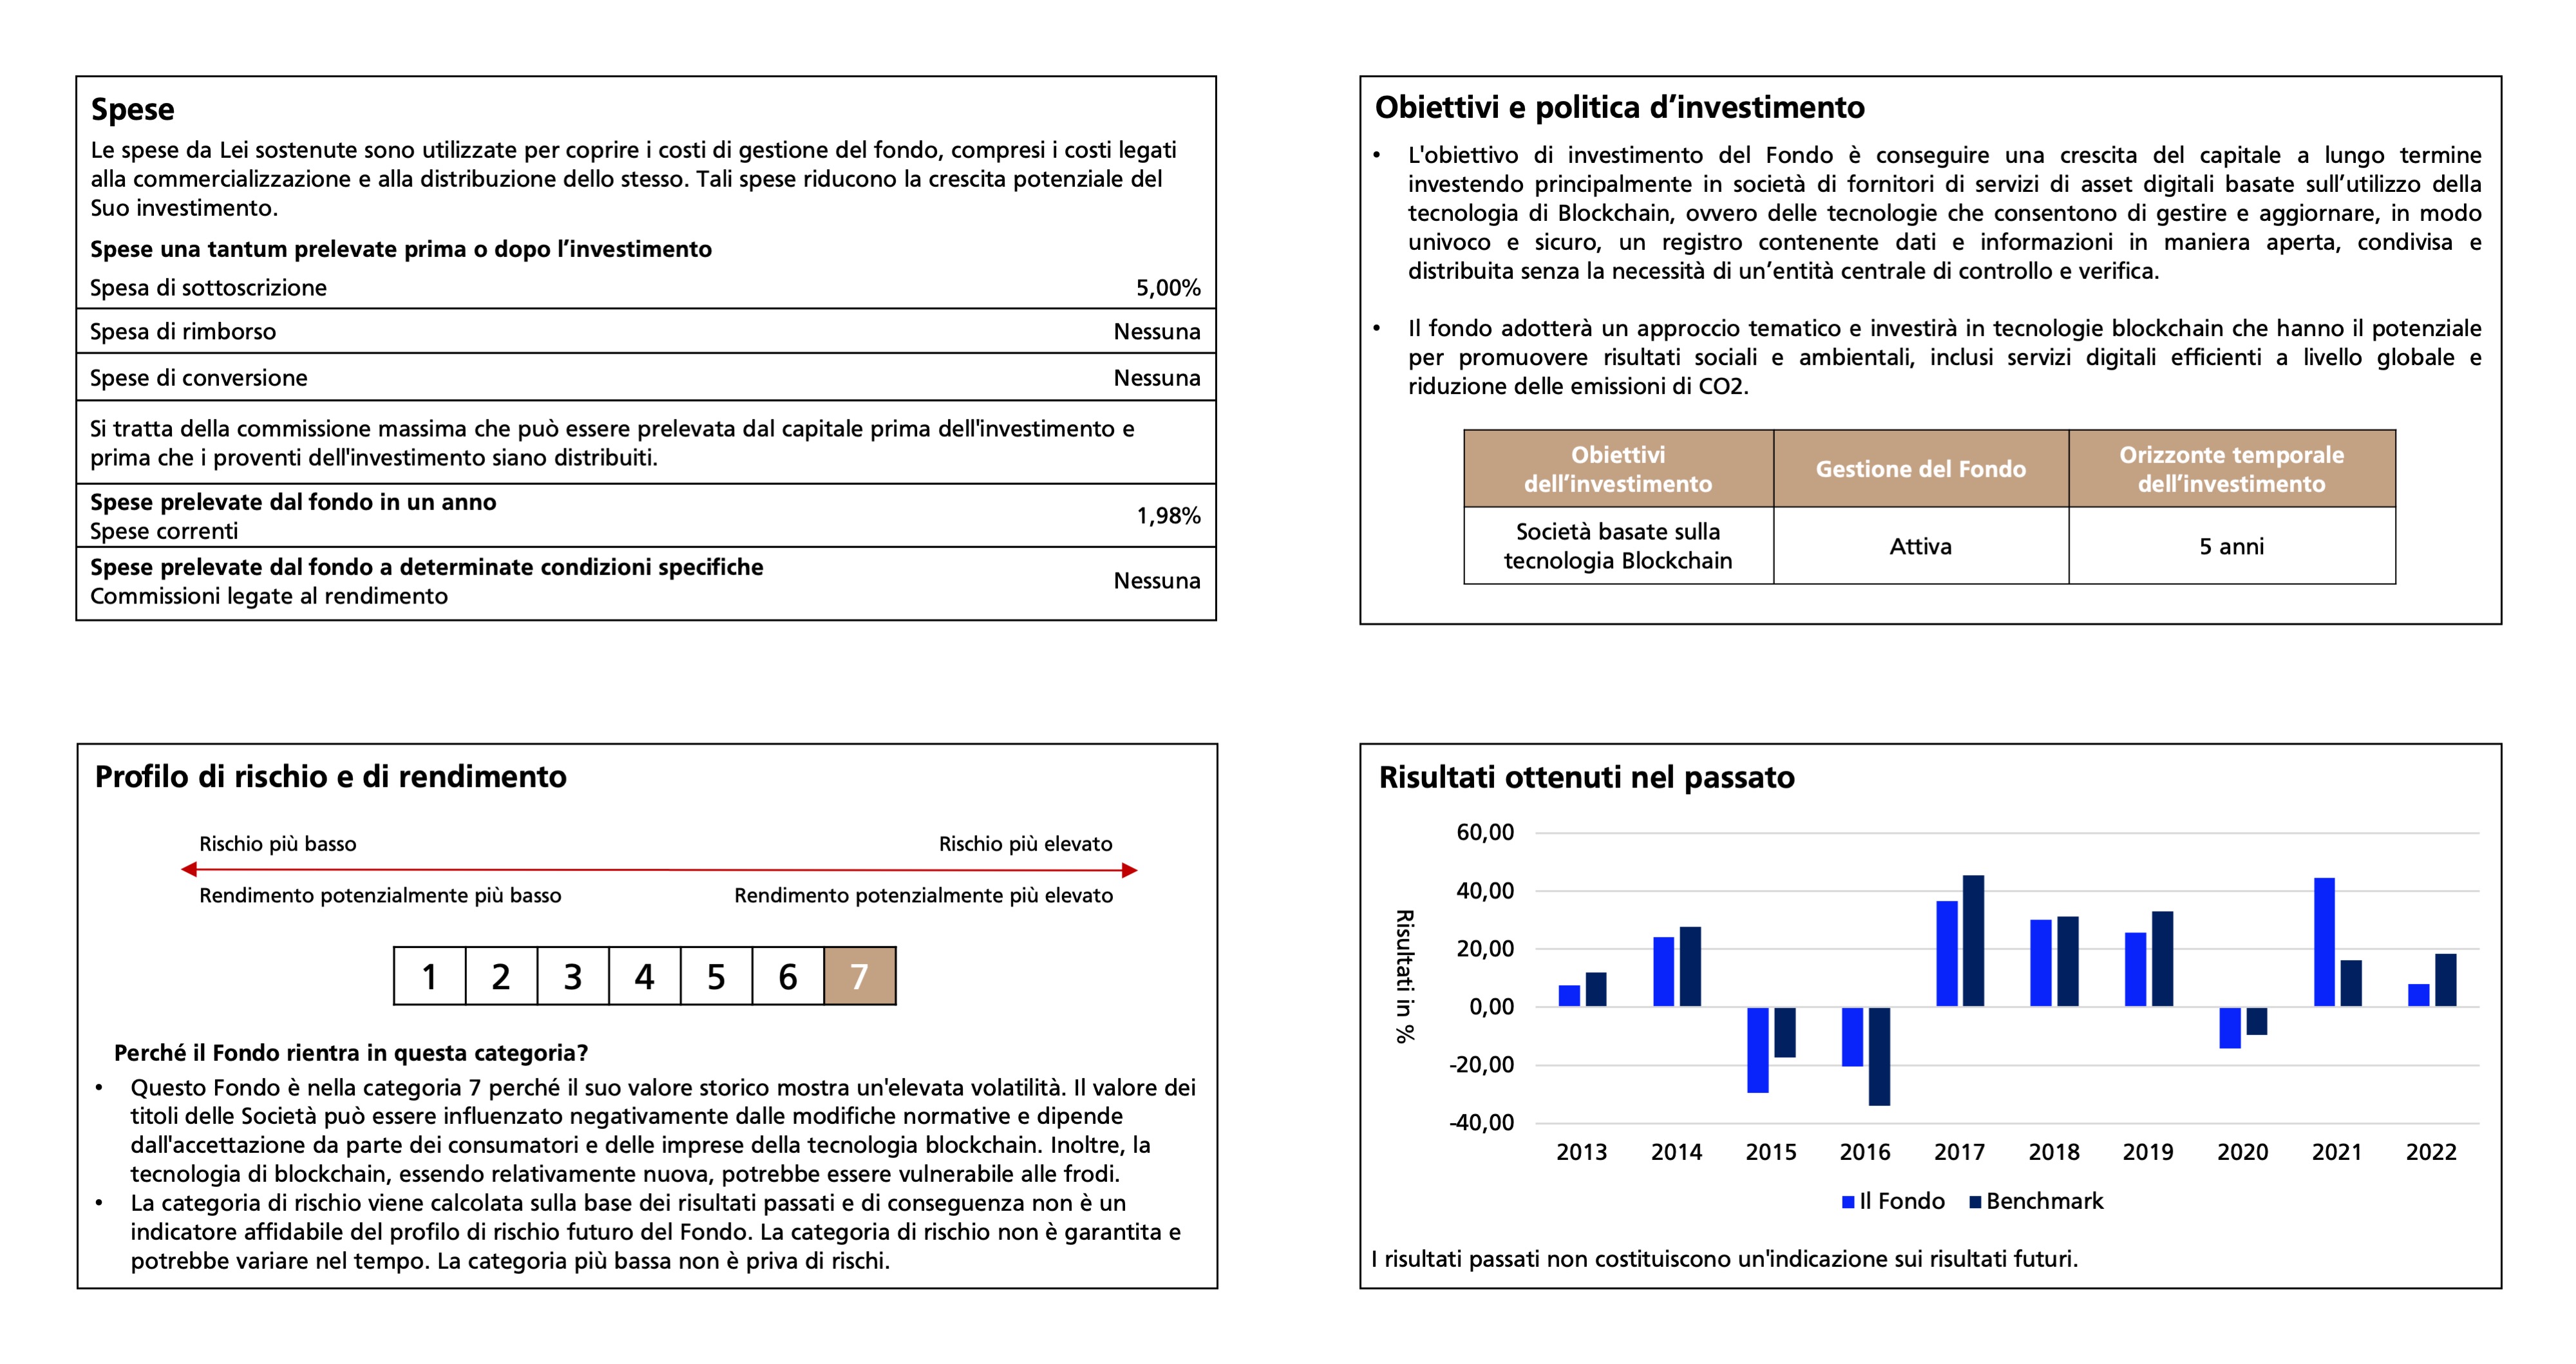 Spese
Le spese da Lei sostenute sono utilizzate per coprire i costi di gestione del fondo, compresi i costi legati
alla commercializzazione e alla distribuzione dello stesso. Tali spese riducono la crescita potenziale del
Suo investimento.
Spese una tantum prelevate prima o dopo l’investimento
Spesa di sottoscrizione 5,00%
Spesa di rimborso Nessuna
Spese di conversione Nessuna
Si tratta della commissione massima che può essere prelevata dal capitale prima dell'investimento e
prima che i proventi dell'investimento siano distribuiti.
Spese prelevate dal fondo in un anno
Spese correnti 1,98%
Spese prelevate dal fondo a determinate condizioni specifiche
Commissioni legate al rendimento Nessuna
Obiettivi e politica d’investimento
• L'obiettivo di investimento del Fondo è conseguire una crescita del capitale a lungo termine
investendo principalmente in società di fornitori di servizi di asset digitali basate sull’utilizzo della
tecnologia di Blockchain, ovvero delle tecnologie che consentono di gestire e aggiornare, in modo
univoco e sicuro, un registro contenente dati e informazioni in maniera aperta, condivisa e
distribuita senza la necessità di un’entità centrale di controllo e verifica.
• Il fondo adotterà un approccio tematico e investirà in tecnologie blockchain che hanno il potenziale
per promuovere risultati sociali e ambientali, inclusi servizi digitali efficienti a livello globale e
riduzione delle emissioni di CO2.
Obiettivi
dell’investimento
Gestione del Fondo
Orizzonte temporale
dell’investimento
Società basate sulla
tecnologia Blockchain
Attiva
5 anni
Profilo di rischio e di rendimento
Rischio più basso Rischio più elevato
Rendimento potenzialmente più basso Rendimento potenzialmente più elevato
1 2 3 4 5 6 7
Perché il Fondo rientra in questa categoria?
• Questo Fondo è nella categoria 7 perché il suo valore storico mostra un'elevata volatilità. Il valore dei
titoli delle Società può essere influenzato negativamente dalle modifiche normative e dipende
dall'accettazione da parte dei consumatori e delle imprese della tecnologia blockchain. Inoltre, la
tecnologia di blockchain, essendo relativamente nuova, potrebbe essere vulnerabile alle frodi.
• La categoria di rischio viene calcolata sulla base dei risultati passati e di conseguenza non è un
indicatore affidabile del profilo di rischio futuro del Fondo. La categoria di rischio non è garantita e
potrebbe variare nel tempo. La categoria più bassa non è priva di rischi.
Risultati ottenuti nel passato
Risultati in %
60,00
40,00
20,00
0,00
-20,00
-40,00
2013 2014 2015 2016 2017 2018 2019 2020 2021 2022
Il Fondo Benchmark
I risultati passati non costituiscono un'indicazione sui risultati futuri.